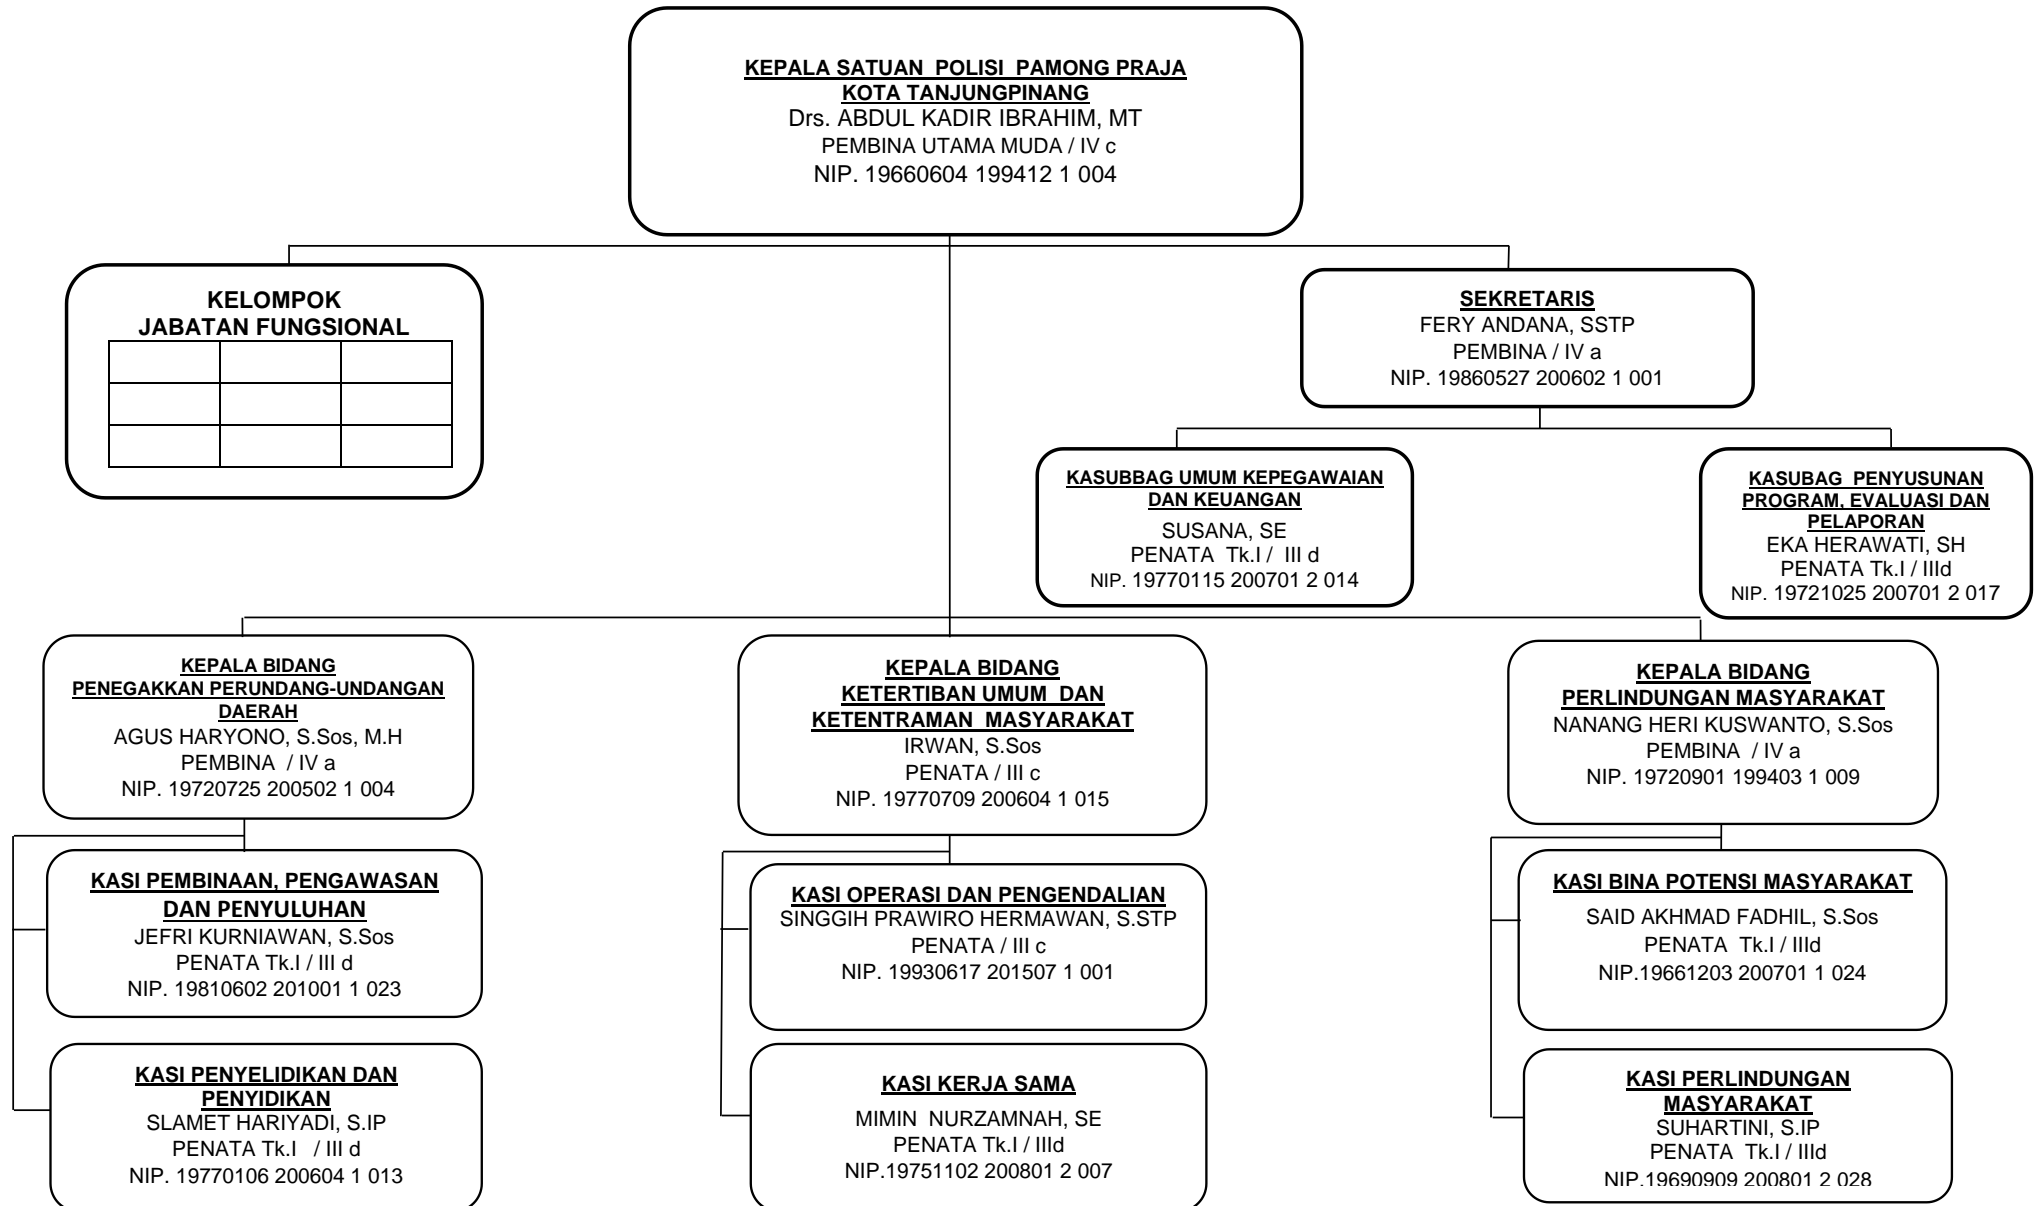 KEPALA SATUAN POLISI PAMONG PRAJA
KOTA TANJUNGPINANG
Drs. ABDUL KADIR IBRAHIM, MT
PEMBINA UTAMA MUDA / IV c
NIP. 19660604 199412 1 004
KELOMPOK
JABATAN FUNGSIONAL
SEKRETARIS
FERY ANDANA, SSTP
PEMBINA / IV a
NIP. 19860527 200602 1 001
KASUBBAG UMUM KEPEGAWAIAN
DAN KEUANGAN
SUSANA, SE
PENATA Tk.I / III d
NIP. 19770115 200701 2 014
KASUBAG PENYUSUNAN
PROGRAM, EVALUASI DAN
PELAPORAN
EKA HERAWATI, SH
PENATA Tk.I / IIId
NIP. 19721025 200701 2 017
KEPALA BIDANG
PENEGAKKAN PERUNDANG-UNDANGAN
DAERAH
AGUS HARYONO, S.Sos, M.H
PEMBINA / IV a
NIP. 19720725 200502 1 004
KEPALA BIDANG
KETERTIBAN UMUM DAN
KETENTRAMAN MASYARAKAT
IRWAN, S.Sos
PENATA / III c
NIP. 19770709 200604 1 015
KEPALA BIDANG
PERLINDUNGAN MASYARAKAT
NANANG HERI KUSWANTO, S.Sos
PEMBINA / IV a
NIP. 19720901 199403 1 009
KASI PEMBINAAN, PENGAWASAN
DAN PENYULUHAN
JEFRI KURNIAWAN, S.Sos
PENATA Tk.I / III d
NIP. 19810602 201001 1 023
KASI OPERASI DAN PENGENDALIAN
SINGGIH PRAWIRO HERMAWAN, S.STP
PENATA / III c
NIP. 19930617 201507 1 001
KASI BINA POTENSI MASYARAKAT
SAID AKHMAD FADHIL, S.Sos
PENATA Tk.I / IIId
NIP.19661203 200701 1 024
KASI PENYELIDIKAN DAN
PENYIDIKAN
SLAMET HARIYADI, S.IP
PENATA Tk.I / III d
NIP. 19770106 200604 1 013
KASI KERJA SAMA
MIMIN NURZAMNAH, SE
PENATA Tk.I / IIId
NIP.19751102 200801 2 007
KASI PERLINDUNGAN
MASYARAKAT
SUHARTINI, S.IP
PENATA Tk.I / IIId
NIP.19690909 200801 2 028